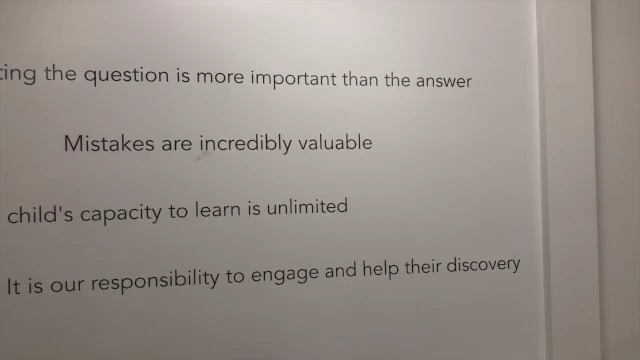 the question is more important than the answer
Mistakes are incredibly valuable
child's capacity to learn is unlimited
It is our responsibility to engage and help their discovery